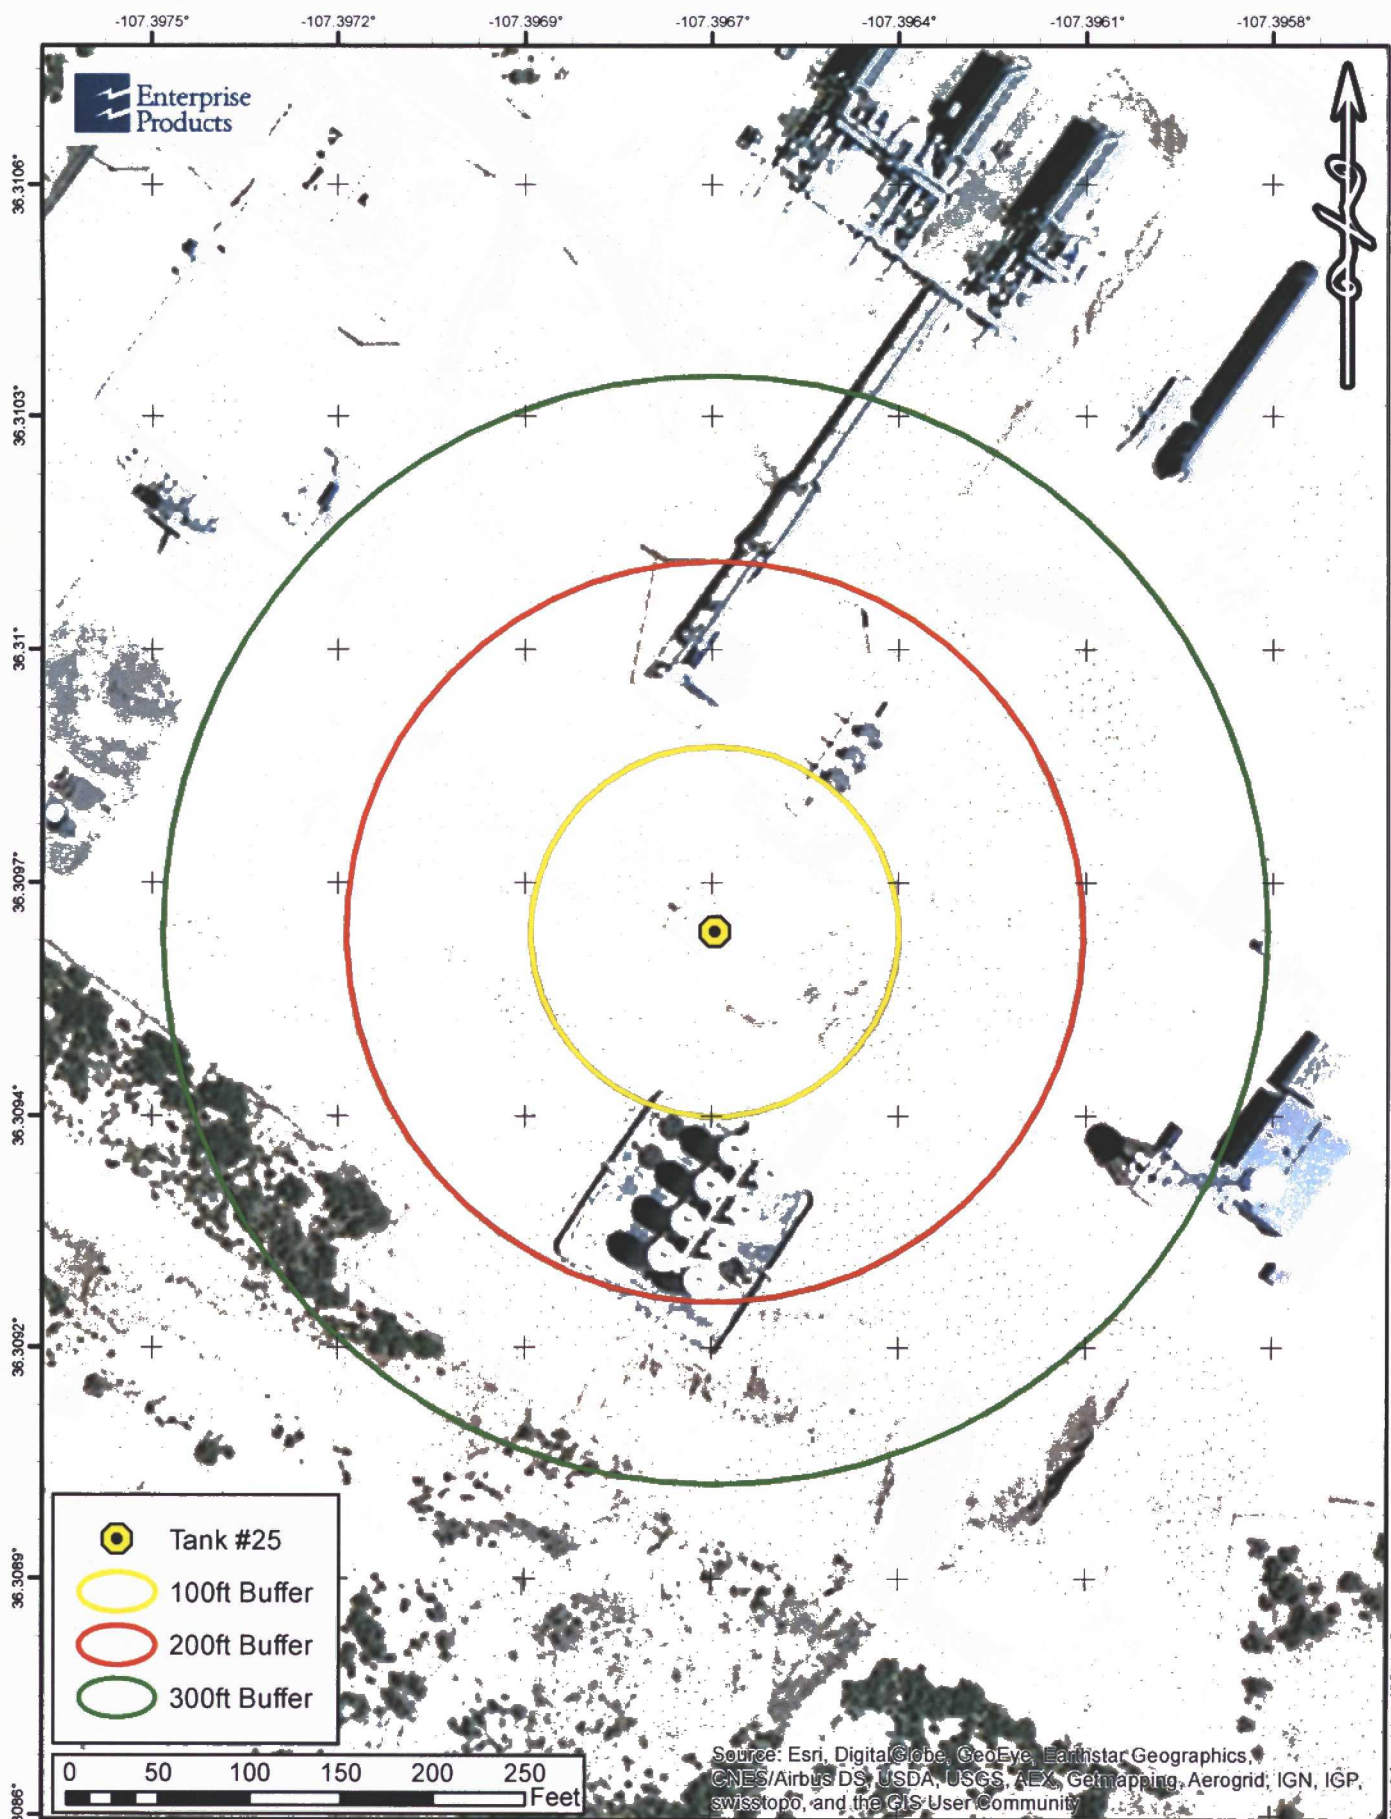 -107.3975° -107.3972° -107.3969° -107.3967° -107.3964° -107.3961° -107.3958°
Enterprise
Products
36.3106°
36.3103°
36.31°
36.3097°
36.3094°
36.3092°
36.3089°
Tank #25
100ft Buffer
200ft Buffer
300ft Buffer
0 50 100 150 200 250
Feet
Source: Esri, DigitalGlobe, GeoEye, Earthstar Geographics,
CNES/Airbus DS, USDA, USGS, AEX, Getmapping, Aerogrid, IGN, IGP,
swisstopo, and the GIS User Community